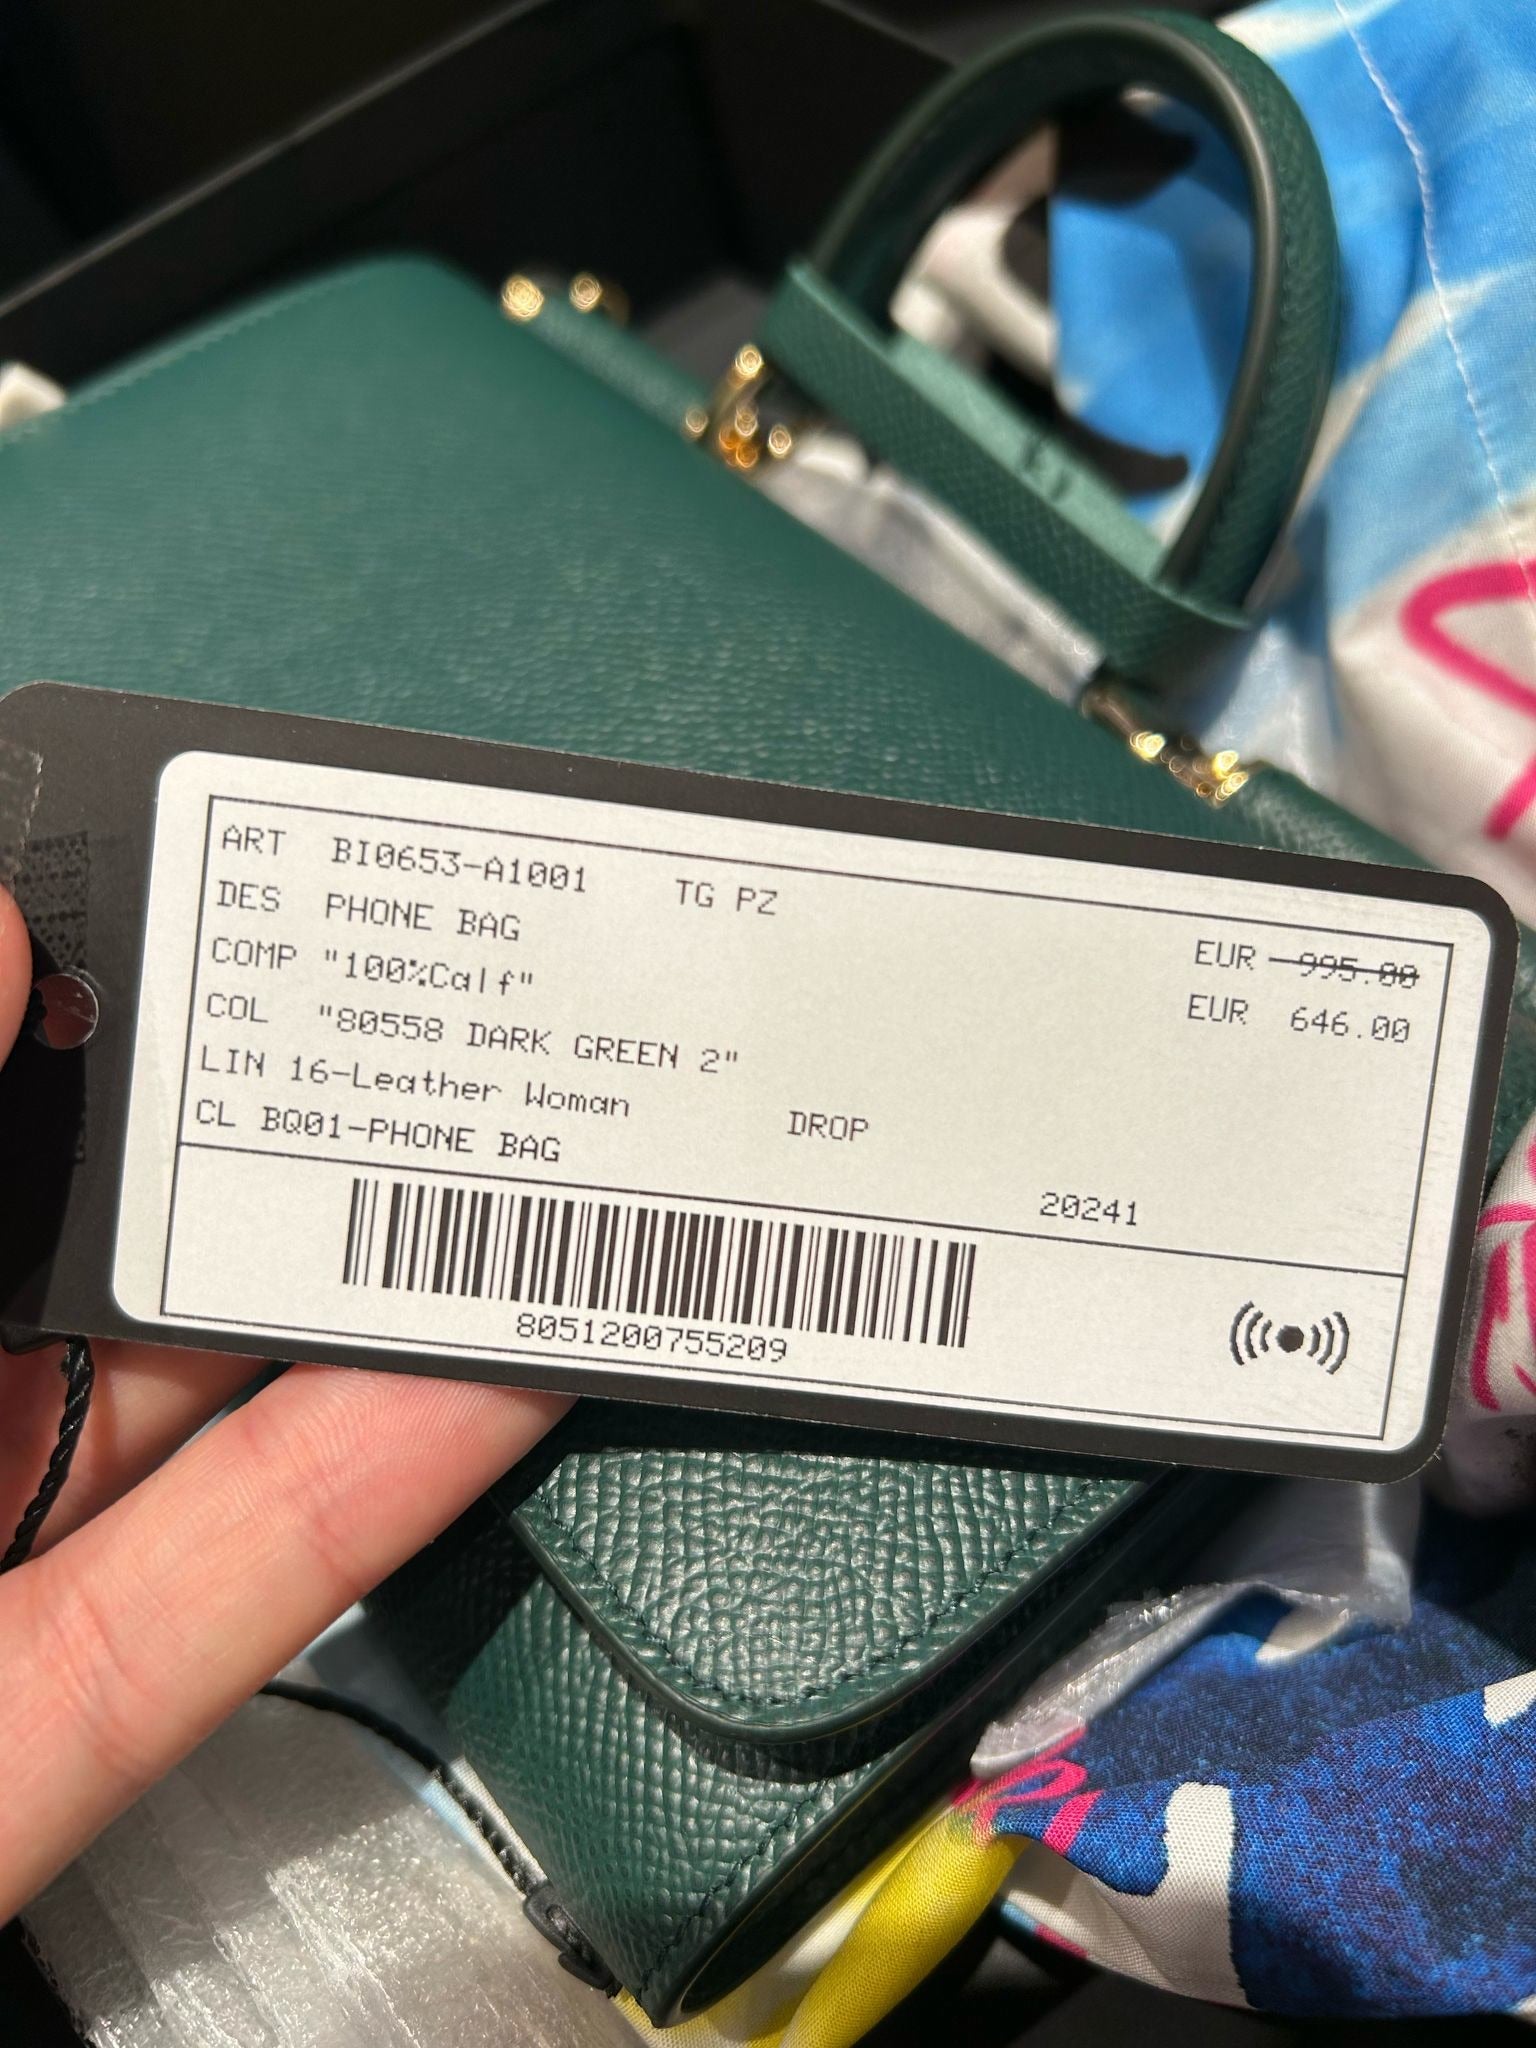 ART BI0653-A1001 TG PZ
DES PHONE BAG
EUR 995.00
COMP "100%Calf"
EUR 646.00
COL "80558 DARK GREEN 2"
LIN 16-Leather Woman
DROP
CL BQ01-PHONE BAG
20241
8051200755209